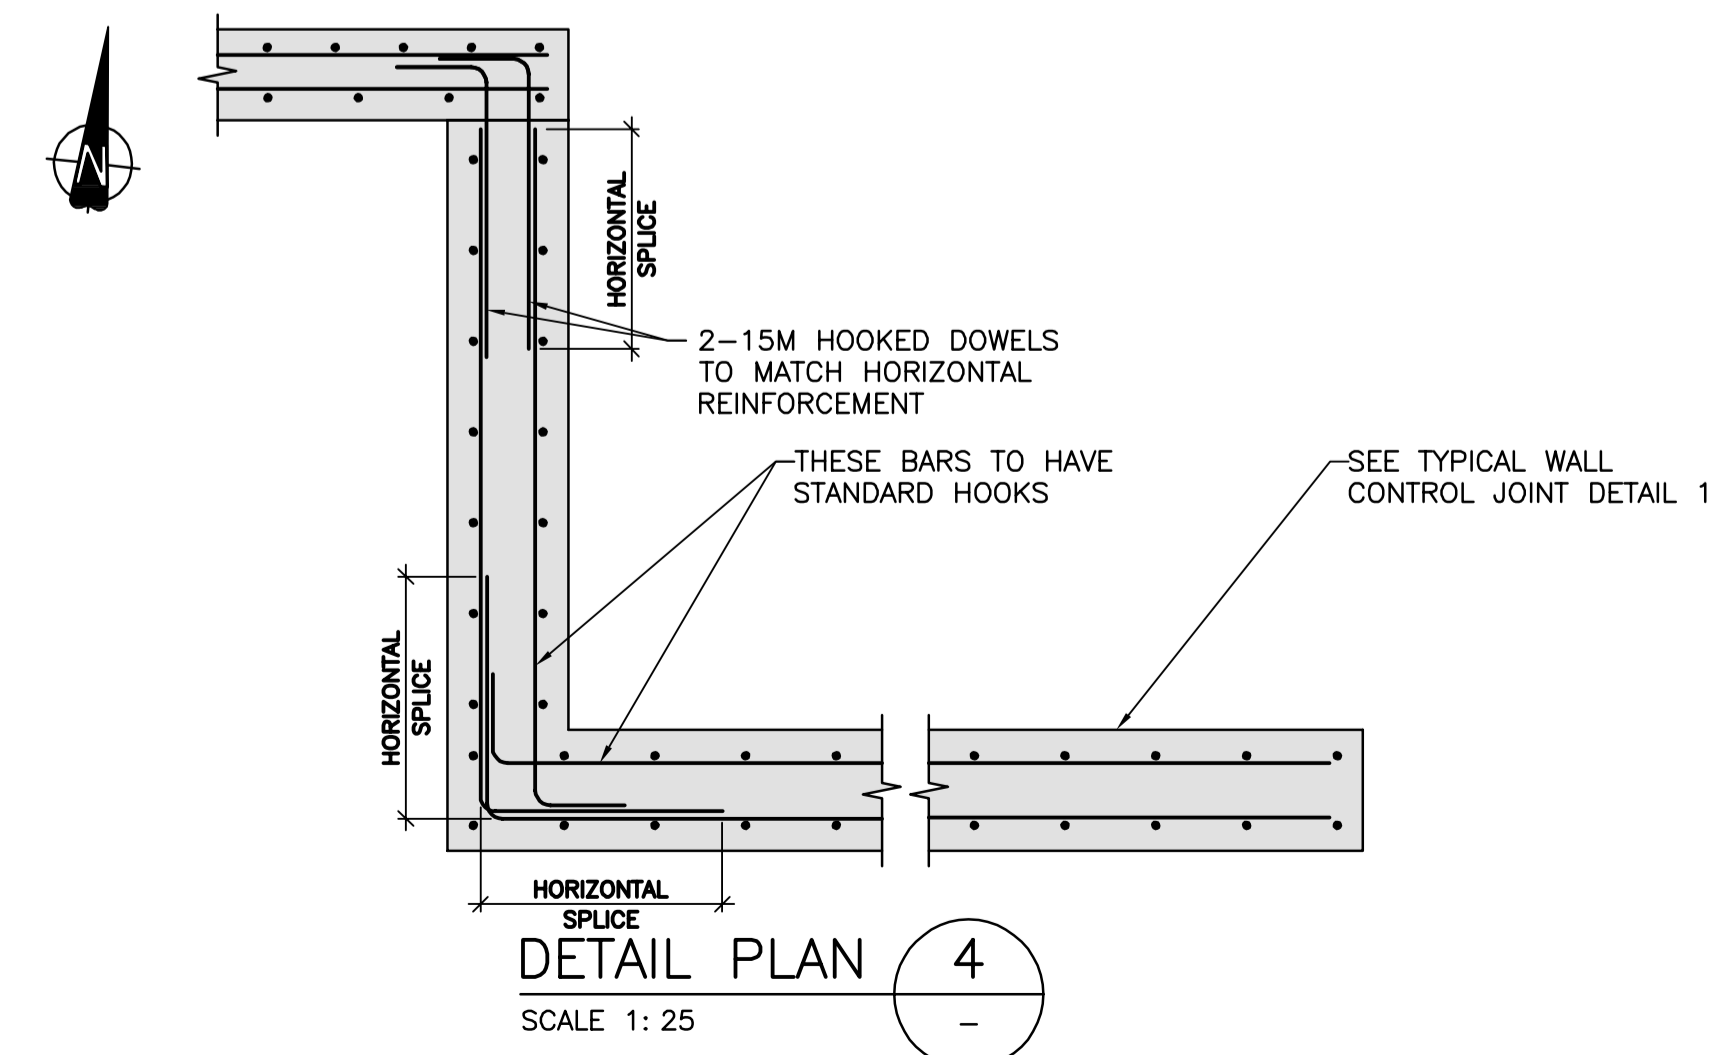 N
HORIZONTAL
SPLICE
2-15M HOOKED DOWELS
TO MATCH HORIZONTAL
REINFORCEMENT
THESE BARS TO HAVE
STANDARD HOOKS
SEE TYPICAL WALL
CONTROL JOINT DETAIL 1
HORIZONTAL
SPLICE
HORIZONTAL
SPLICE
DETAIL PLAN
4
SCALE 1:25
-